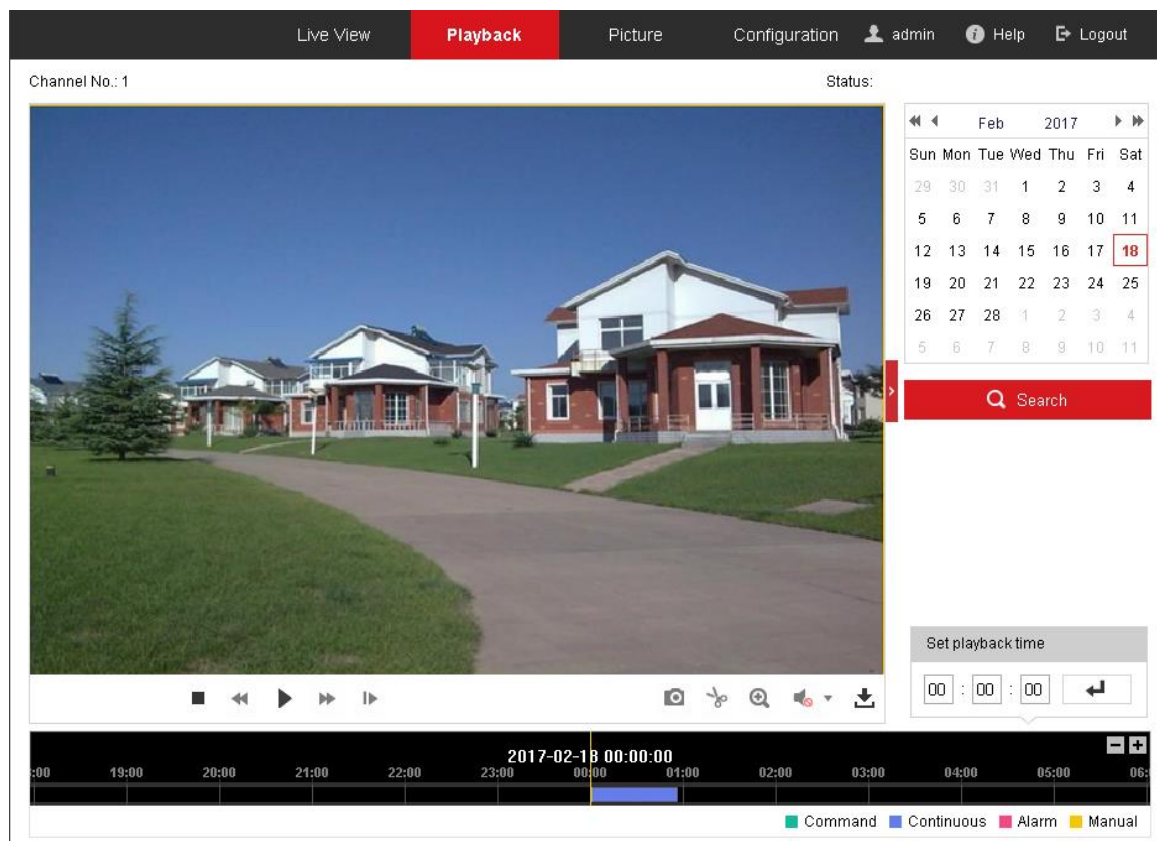 Live View Playback Picture Configuration admin Help Logout
Channel No.: 1 Status:
Feb 2017
Sun Mon Tue Wed Thu Fri Sat
29 30 31 1 2 3 4
5 6 7 8 9 10 11
12 13 14 15 16 17 18
19 20 21 22 23 24 25
26 27 28 1 2 3 4
5 6 7 8 9 10 11
Search
Set playback time
00 : 00 : 00
2017-02-18 00:00:00
:00 19:00 20:00 21:00 22:00 23:00 00:00 01:00 02:00 03:00 04:00 05:00 06:
Command Continuous Alarm Manual